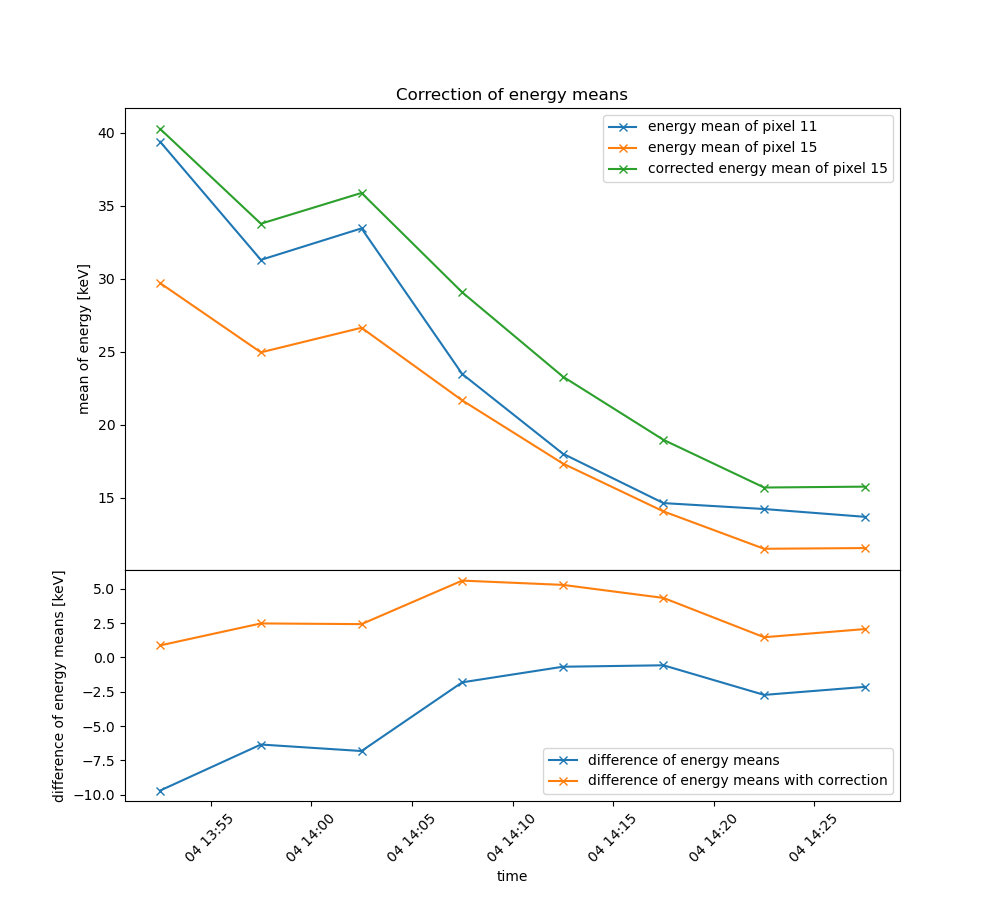 Correction of energy means
energy mean of pixel 11
energy mean of pixel 15
corrected energy mean of pixel 15
mean of energy [keV]
40
35
30
25
20
15
difference of energy means [keV]
5.0
2.5
0.0
−2.5
−5.0
−7.5
−10.0
difference of energy means
difference of energy means with correction
04 13:55
04 14:00
04 14:05
04 14:10
04 14:15
04 14:20
04 14:25
time